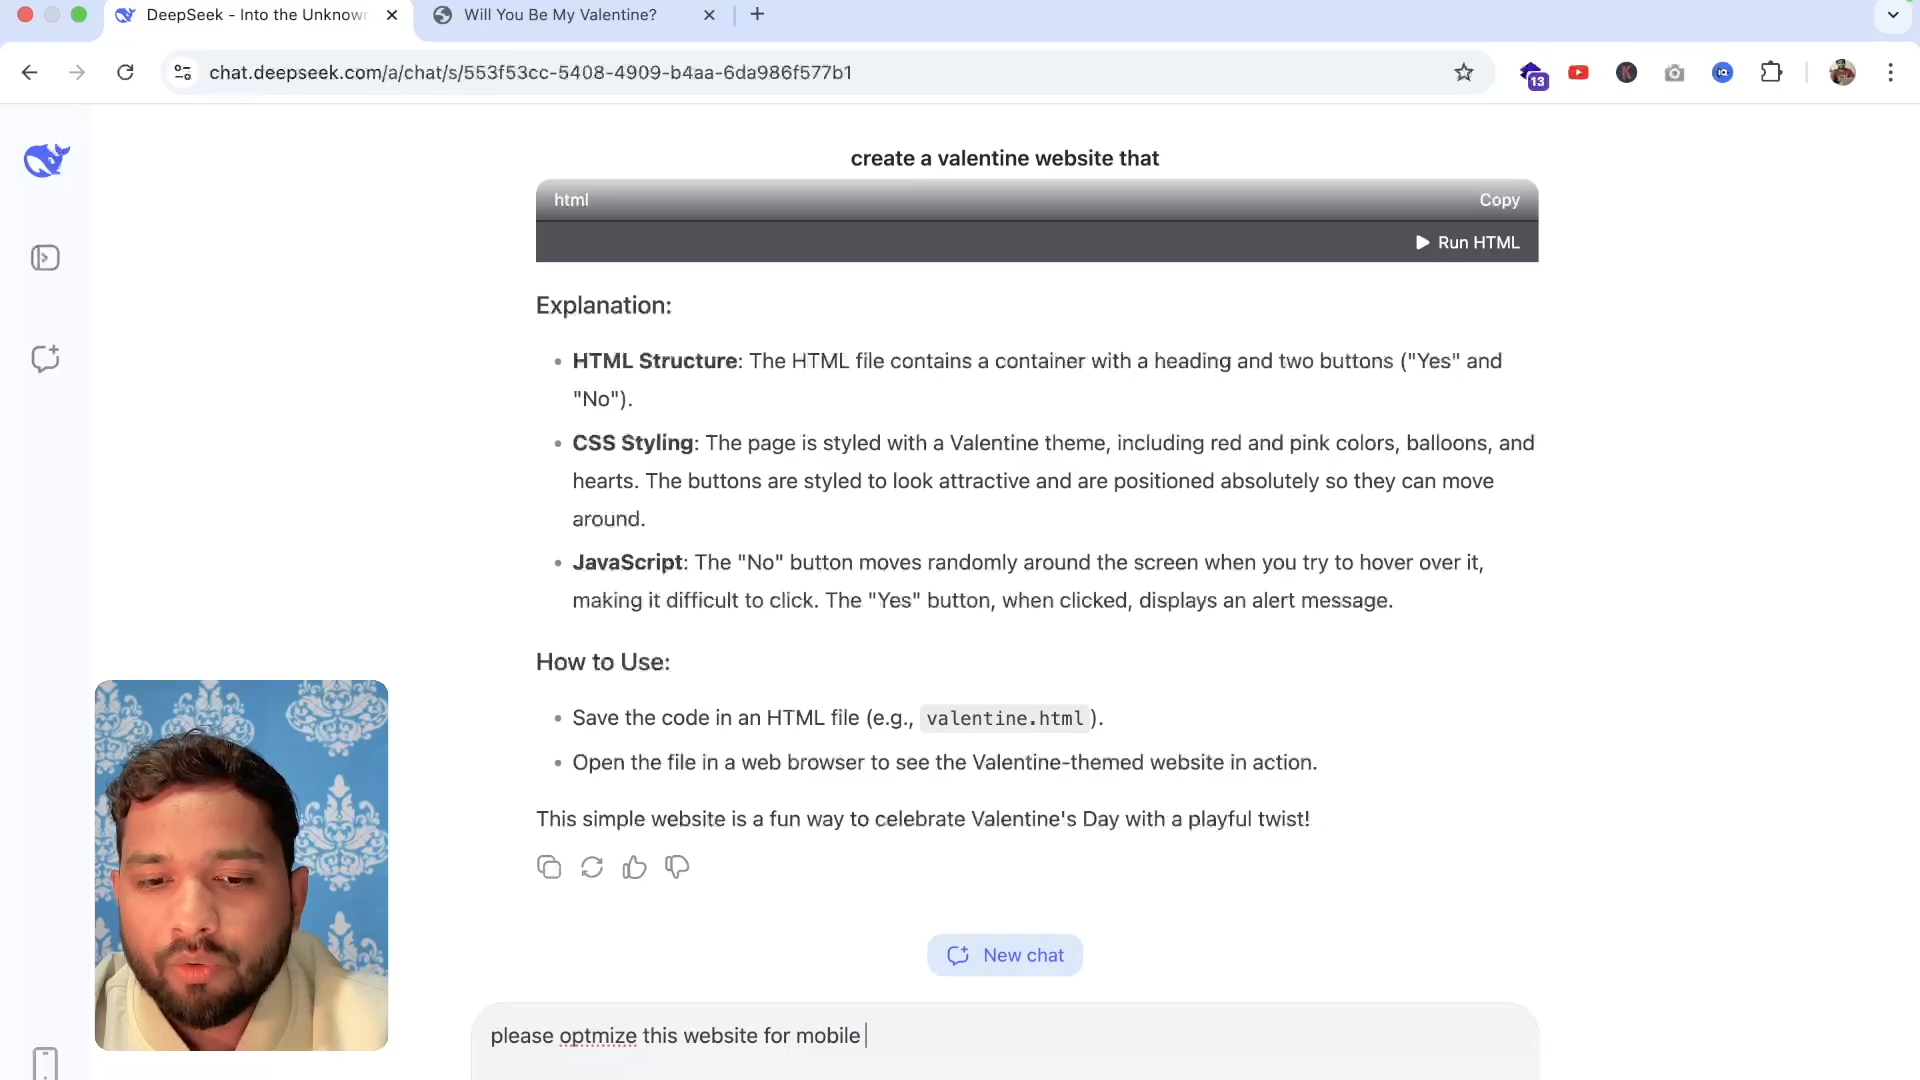 DeepSeek - Into the Unknown
Will You Be My Valentine?
chat.deepseek.com/a/chat/s/553f53cc-5408-4909-b4aa-6da986f577b1
13
K
create a valentine website that
html
Copy
Run HTML
Explanation:
HTML Structure: The HTML file contains a container with a heading and two buttons ("Yes" and
"No").
CSS Styling: The page is styled with a Valentine theme, including red and pink colors, balloons, and
hearts. The buttons are styled to look attractive and are positioned absolutely so they can move
around.
JavaScript: The "No" button moves randomly around the screen when you try to hover over it,
making it difficult to click. The "Yes" button, when clicked, displays an alert message.
How to Use:
Save the code in an HTML file (e.g., valentine.html).
Open the file in a web browser to see the Valentine-themed website in action.
This simple website is a fun way to celebrate Valentine's Day with a playful twist!
New chat
please optmize this website for mobile